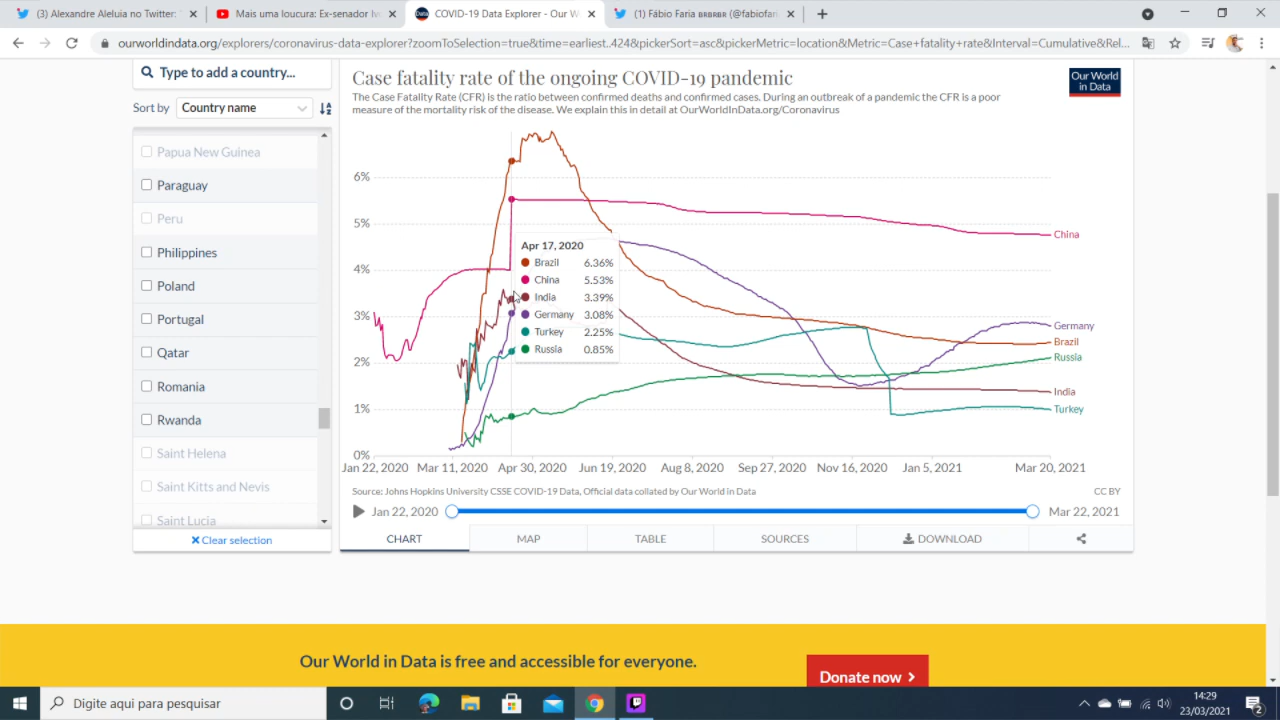 (3) Alexandre Aleluia no Twitter: "
Mais uma loucura: Ex-senador Iv
COVID-19 Data Explorer - Our W
(1) Fábio Faria 🇧🇷🇧🇷🇧🇷 (@fabiofari
ourworldindata.org/explorers/coronavirus-data-explorer?zoomToSelection=true&time=earliest..424&pickerSort=asc&pickerMetric=location&Metric=Case+fatality+rate&Interval=Cumulative&Rel...
Type to add a country...
Sort by Country name
Papua New Guinea
Paraguay
Peru
Philippines
Poland
Portugal
Qatar
Romania
Rwanda
Saint Helena
Saint Kitts and Nevis
Saint Lucia
Clear selection
Case fatality rate of the ongoing COVID-19 pandemic
The Case Fatality Rate (CFR) is the ratio between confirmed deaths and confirmed cases. During an outbreak of a pandemic the CFR is a poor
measure of the mortality risk of the disease. We explain this in detail at OurWorldInData.org/Coronavirus
Our World
in Data
6%
5%
4%
3%
2%
1%
0%
Apr 17, 2020
Brazil 6.36%
China 5.53%
India 3.39%
Germany 3.08%
Turkey 2.25%
Russia 0.85%
China
Germany
Brazil
Russia
India
Turkey
Jan 22, 2020 Mar 11, 2020 Apr 30, 2020 Jun 19, 2020 Aug 8, 2020 Sep 27, 2020 Nov 16, 2020 Jan 5, 2021 Mar 20, 2021
Source: Johns Hopkins University CSSE COVID-19 Data, Official data collated by Our World in Data CC BY
Jan 22, 2020 Mar 22, 2021
CHART MAP TABLE SOURCES DOWNLOAD
Our World in Data is free and accessible for everyone.
Donate now
Digite aqui para pesquisar
14:29
23/03/2021
2